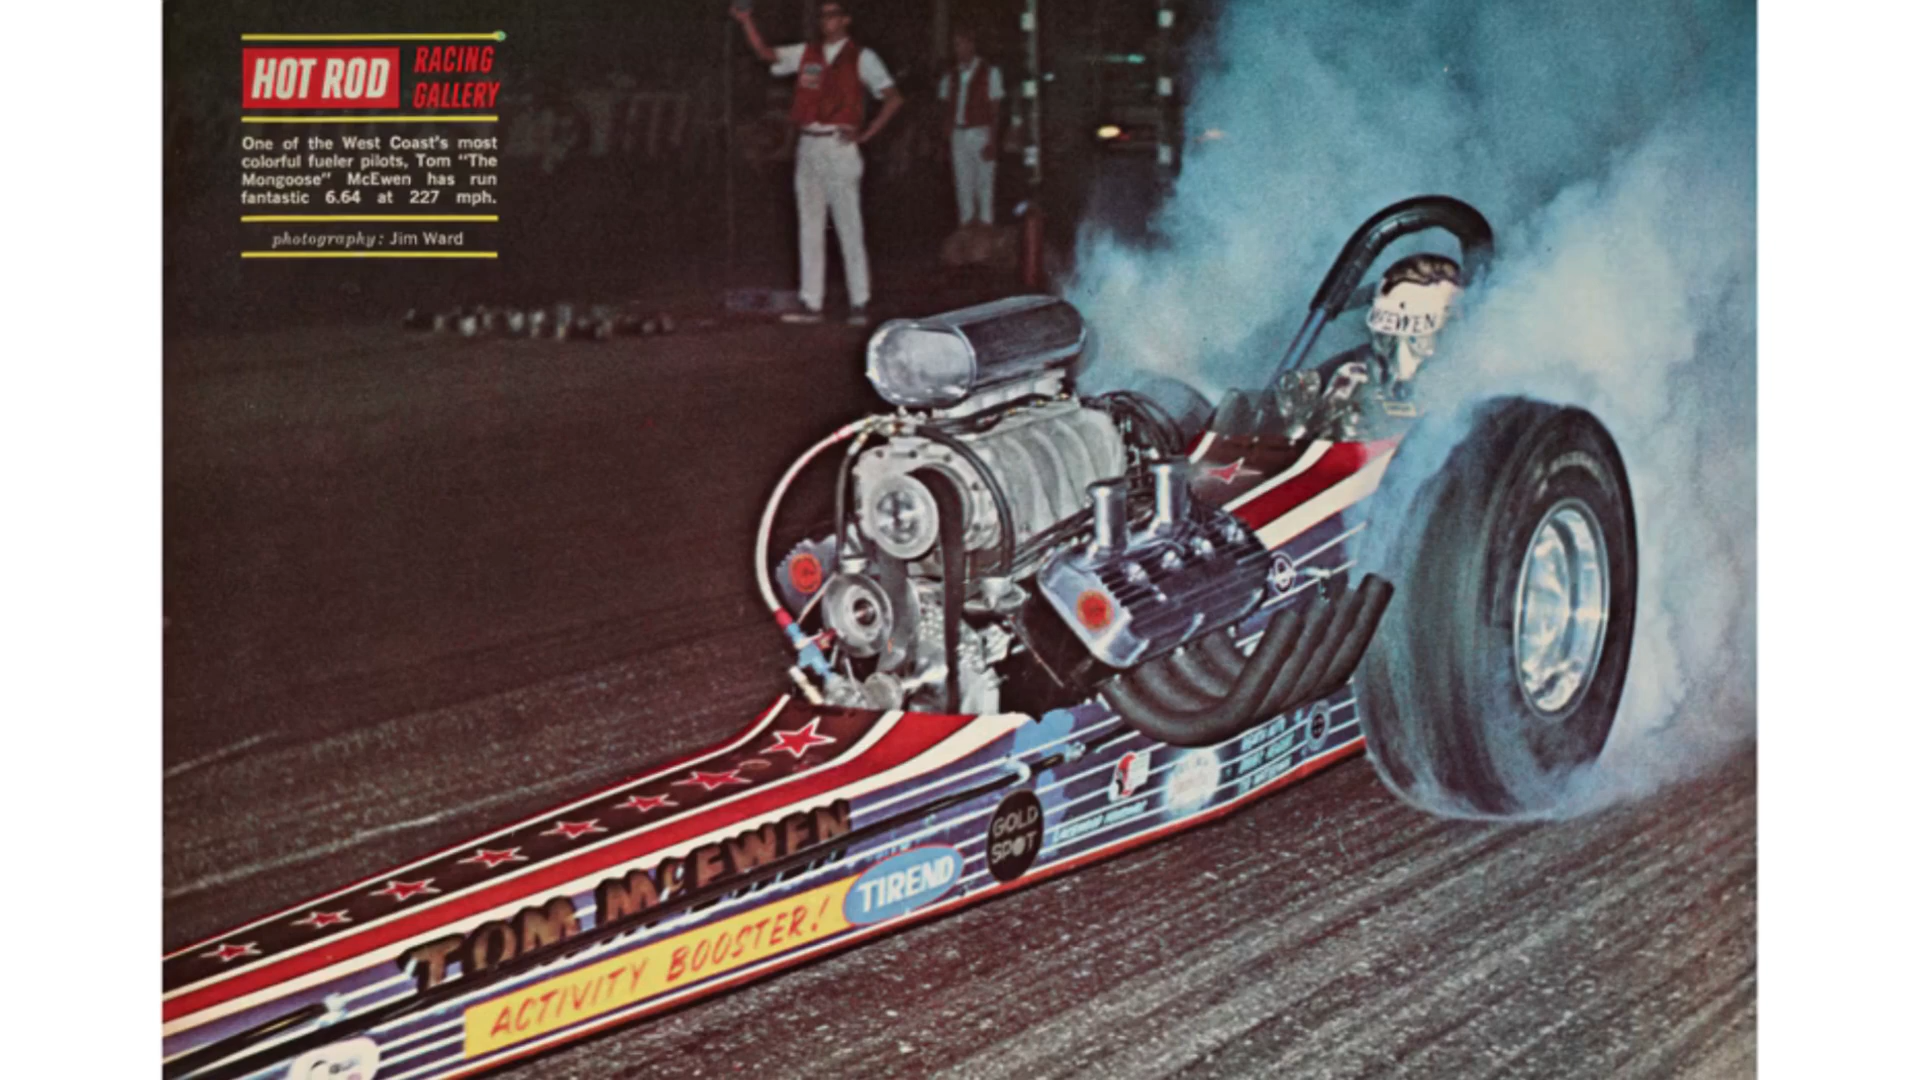 HOT ROD
RACING
GALLERY
One of the West Coast's most
colorful fueler pilots, Tom "The
Mongoose" McEwen has run
fantastic 6.64 at 227 mph.
photography: Jim Ward
McEWEN
TOM McEWEN
GOLD
SPOT
TIREND
ACTIVITY BOOSTER!